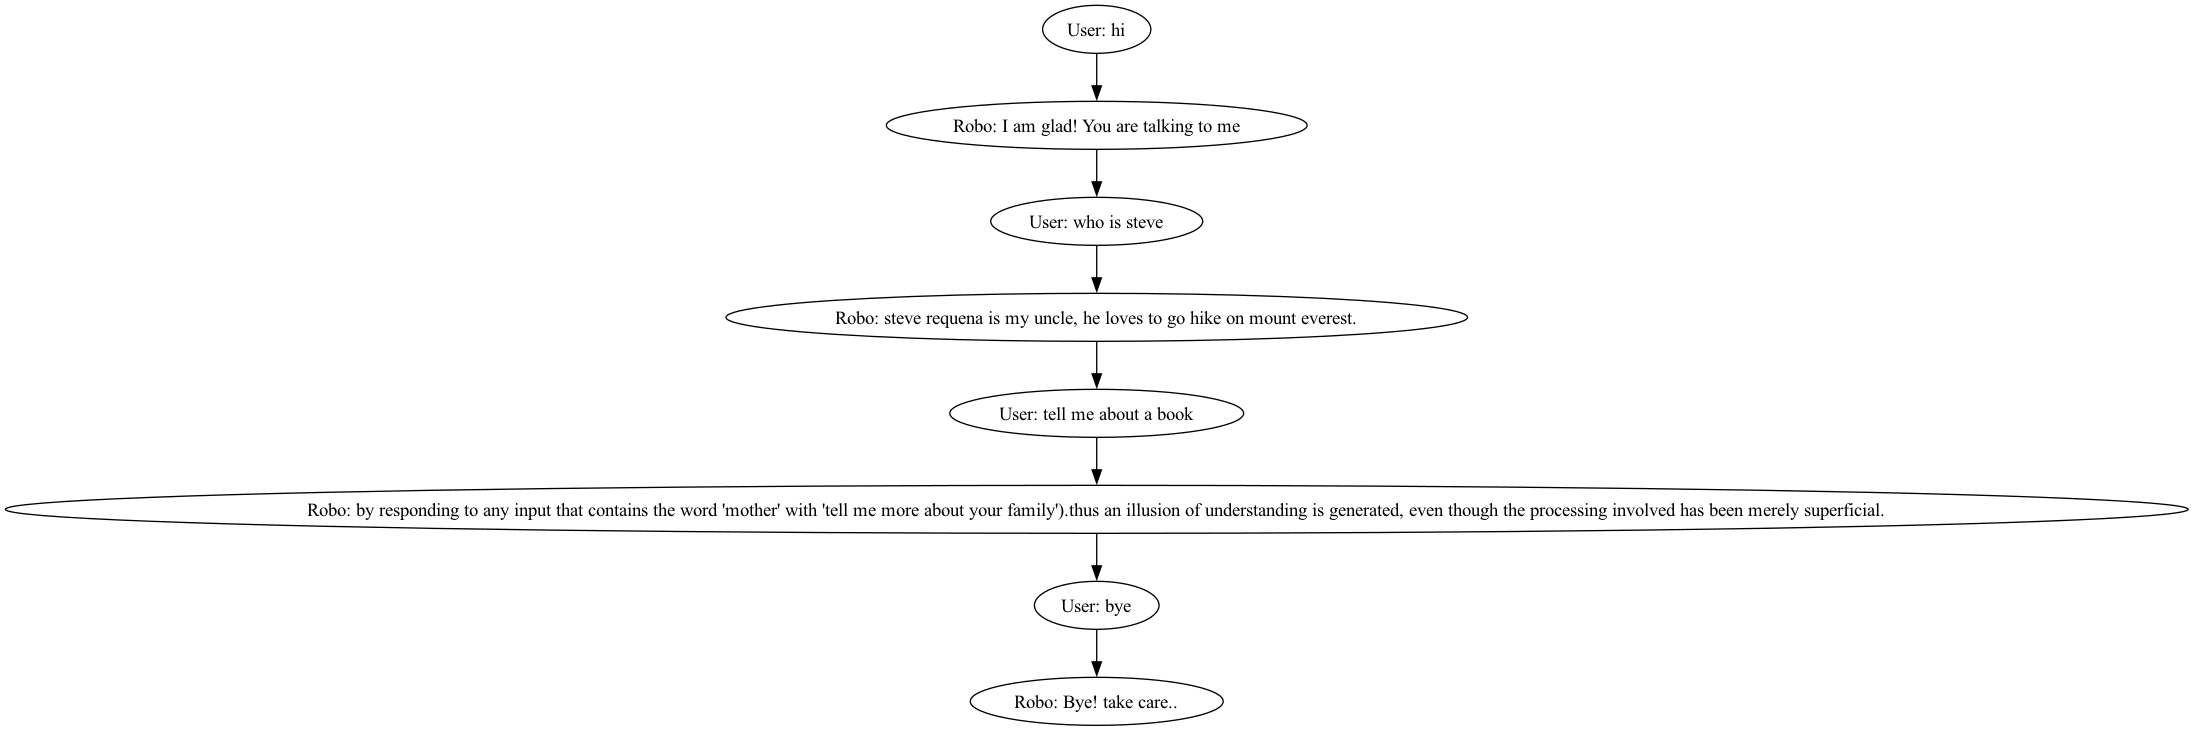 User: hi
Robo: I am glad! You are talking to me
User: who is steve
Robo: steve requena is my uncle, he loves to go hike on mount everest.
User: tell me about a book
Robo: by responding to any input that contains the word 'mother' with 'tell me more about your family').thus an illusion of understanding is generated, even though the processing involved has been merely superficial.
User: bye
Robo: Bye! take care..